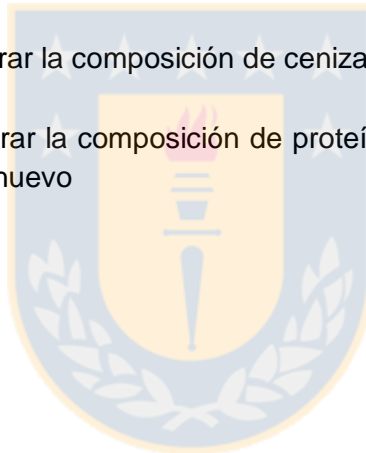 rar la composición de ceniza
rar la composición de proteí
nuevo